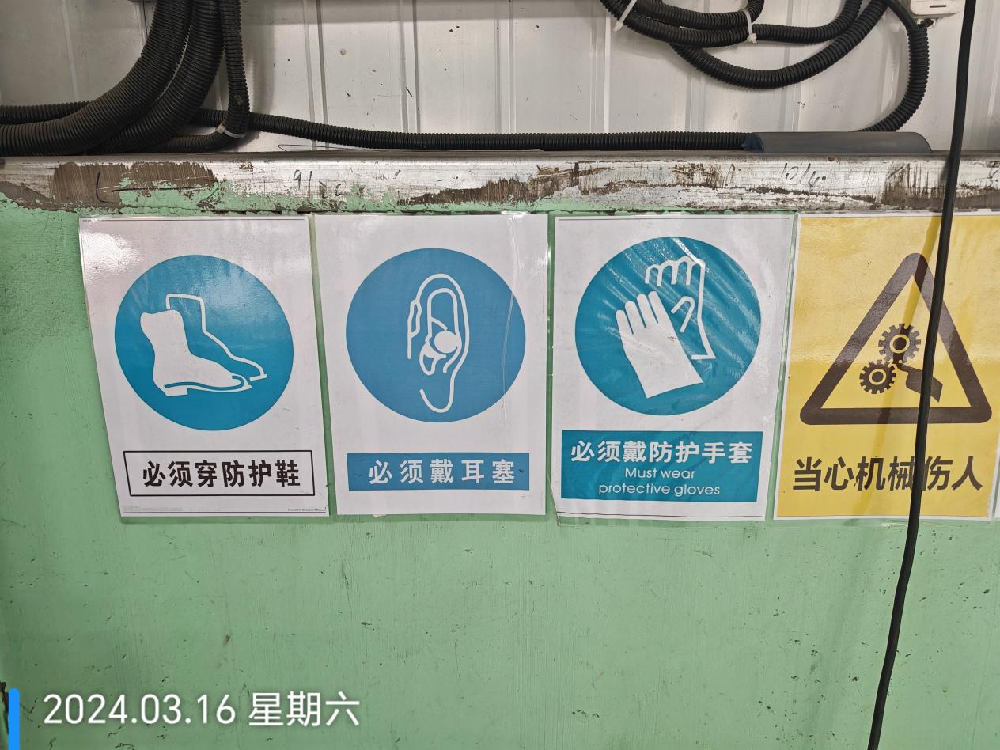 必须穿防护鞋
必须戴耳塞
必须戴防护手套
Must wear
protective gloves
当心机械伤人
2024.03.16 星期六